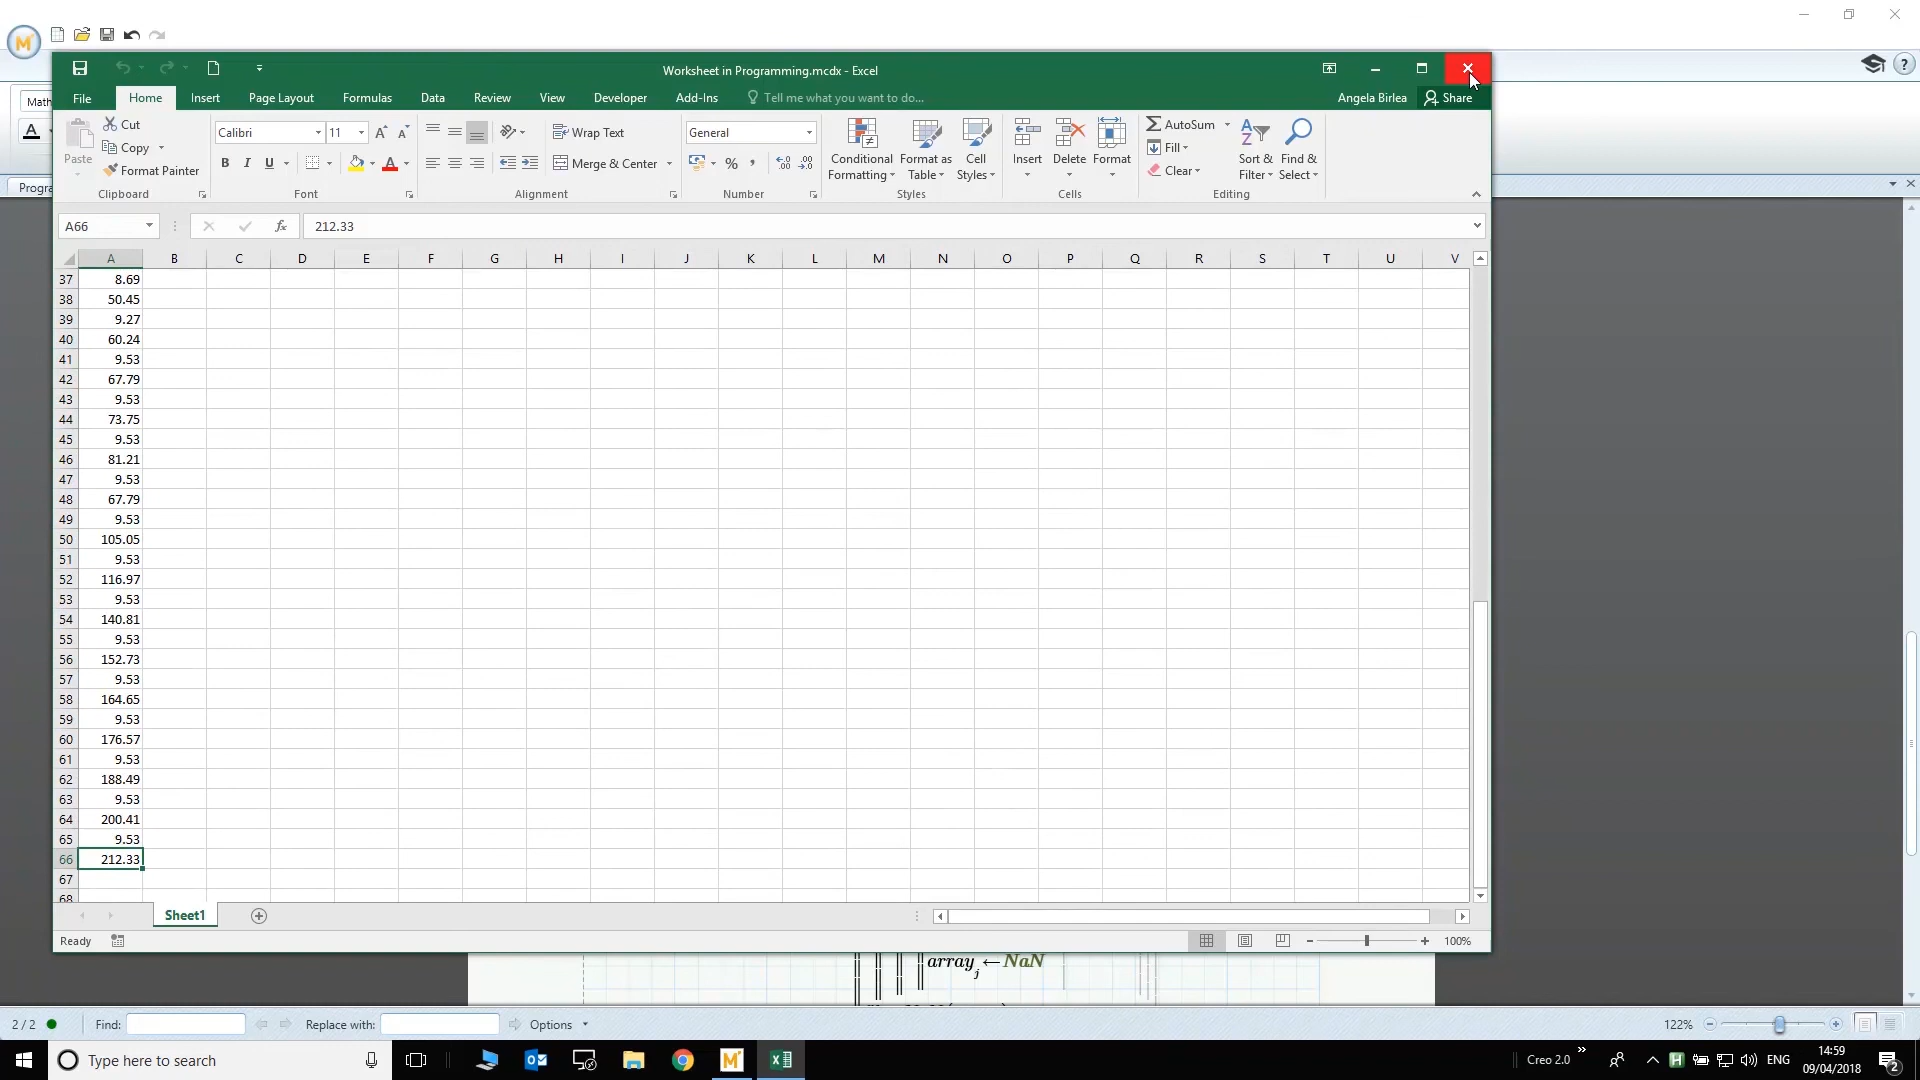 Worksheet in Programming.mcdx - Excel
File Home Insert Page Layout Formulas Data Review View Developer Add-Ins Tell me what you want to do... Angela Birlea Share
Math
Paste
Cut
Copy
Format Painter
Clipboard
Calibri 11
B I U
Font
Wrap Text
Merge & Center
Alignment
General
%
Number
Conditional Formatting
Format as Table
Cell Styles
Styles
Insert Delete Format
Cells
AutoSum
Fill
Clear
Sort & Filter
Find & Select
Editing
Progra
A66 fx 212.33
A B C D E F G H I J K L M N O P Q R S T U V
37 8.69
38 50.45
39 9.27
40 60.24
41 9.53
42 67.79
43 9.53
44 73.75
45 9.53
46 81.21
47 9.53
48 67.79
49 9.53
50 105.05
51 9.53
52 116.97
53 9.53
54 140.81
55 9.53
56 152.73
57 9.53
58 164.65
59 9.53
60 176.57
61 9.53
62 188.49
63 9.53
64 200.41
65 9.53
66 212.33
67
68
Sheet1
Ready 100%
array j ← NaN
2 / 2 Find: Replace with: Options 122%
Type here to search Creo 2.0 » ENG 14:59
09/04/2018 2